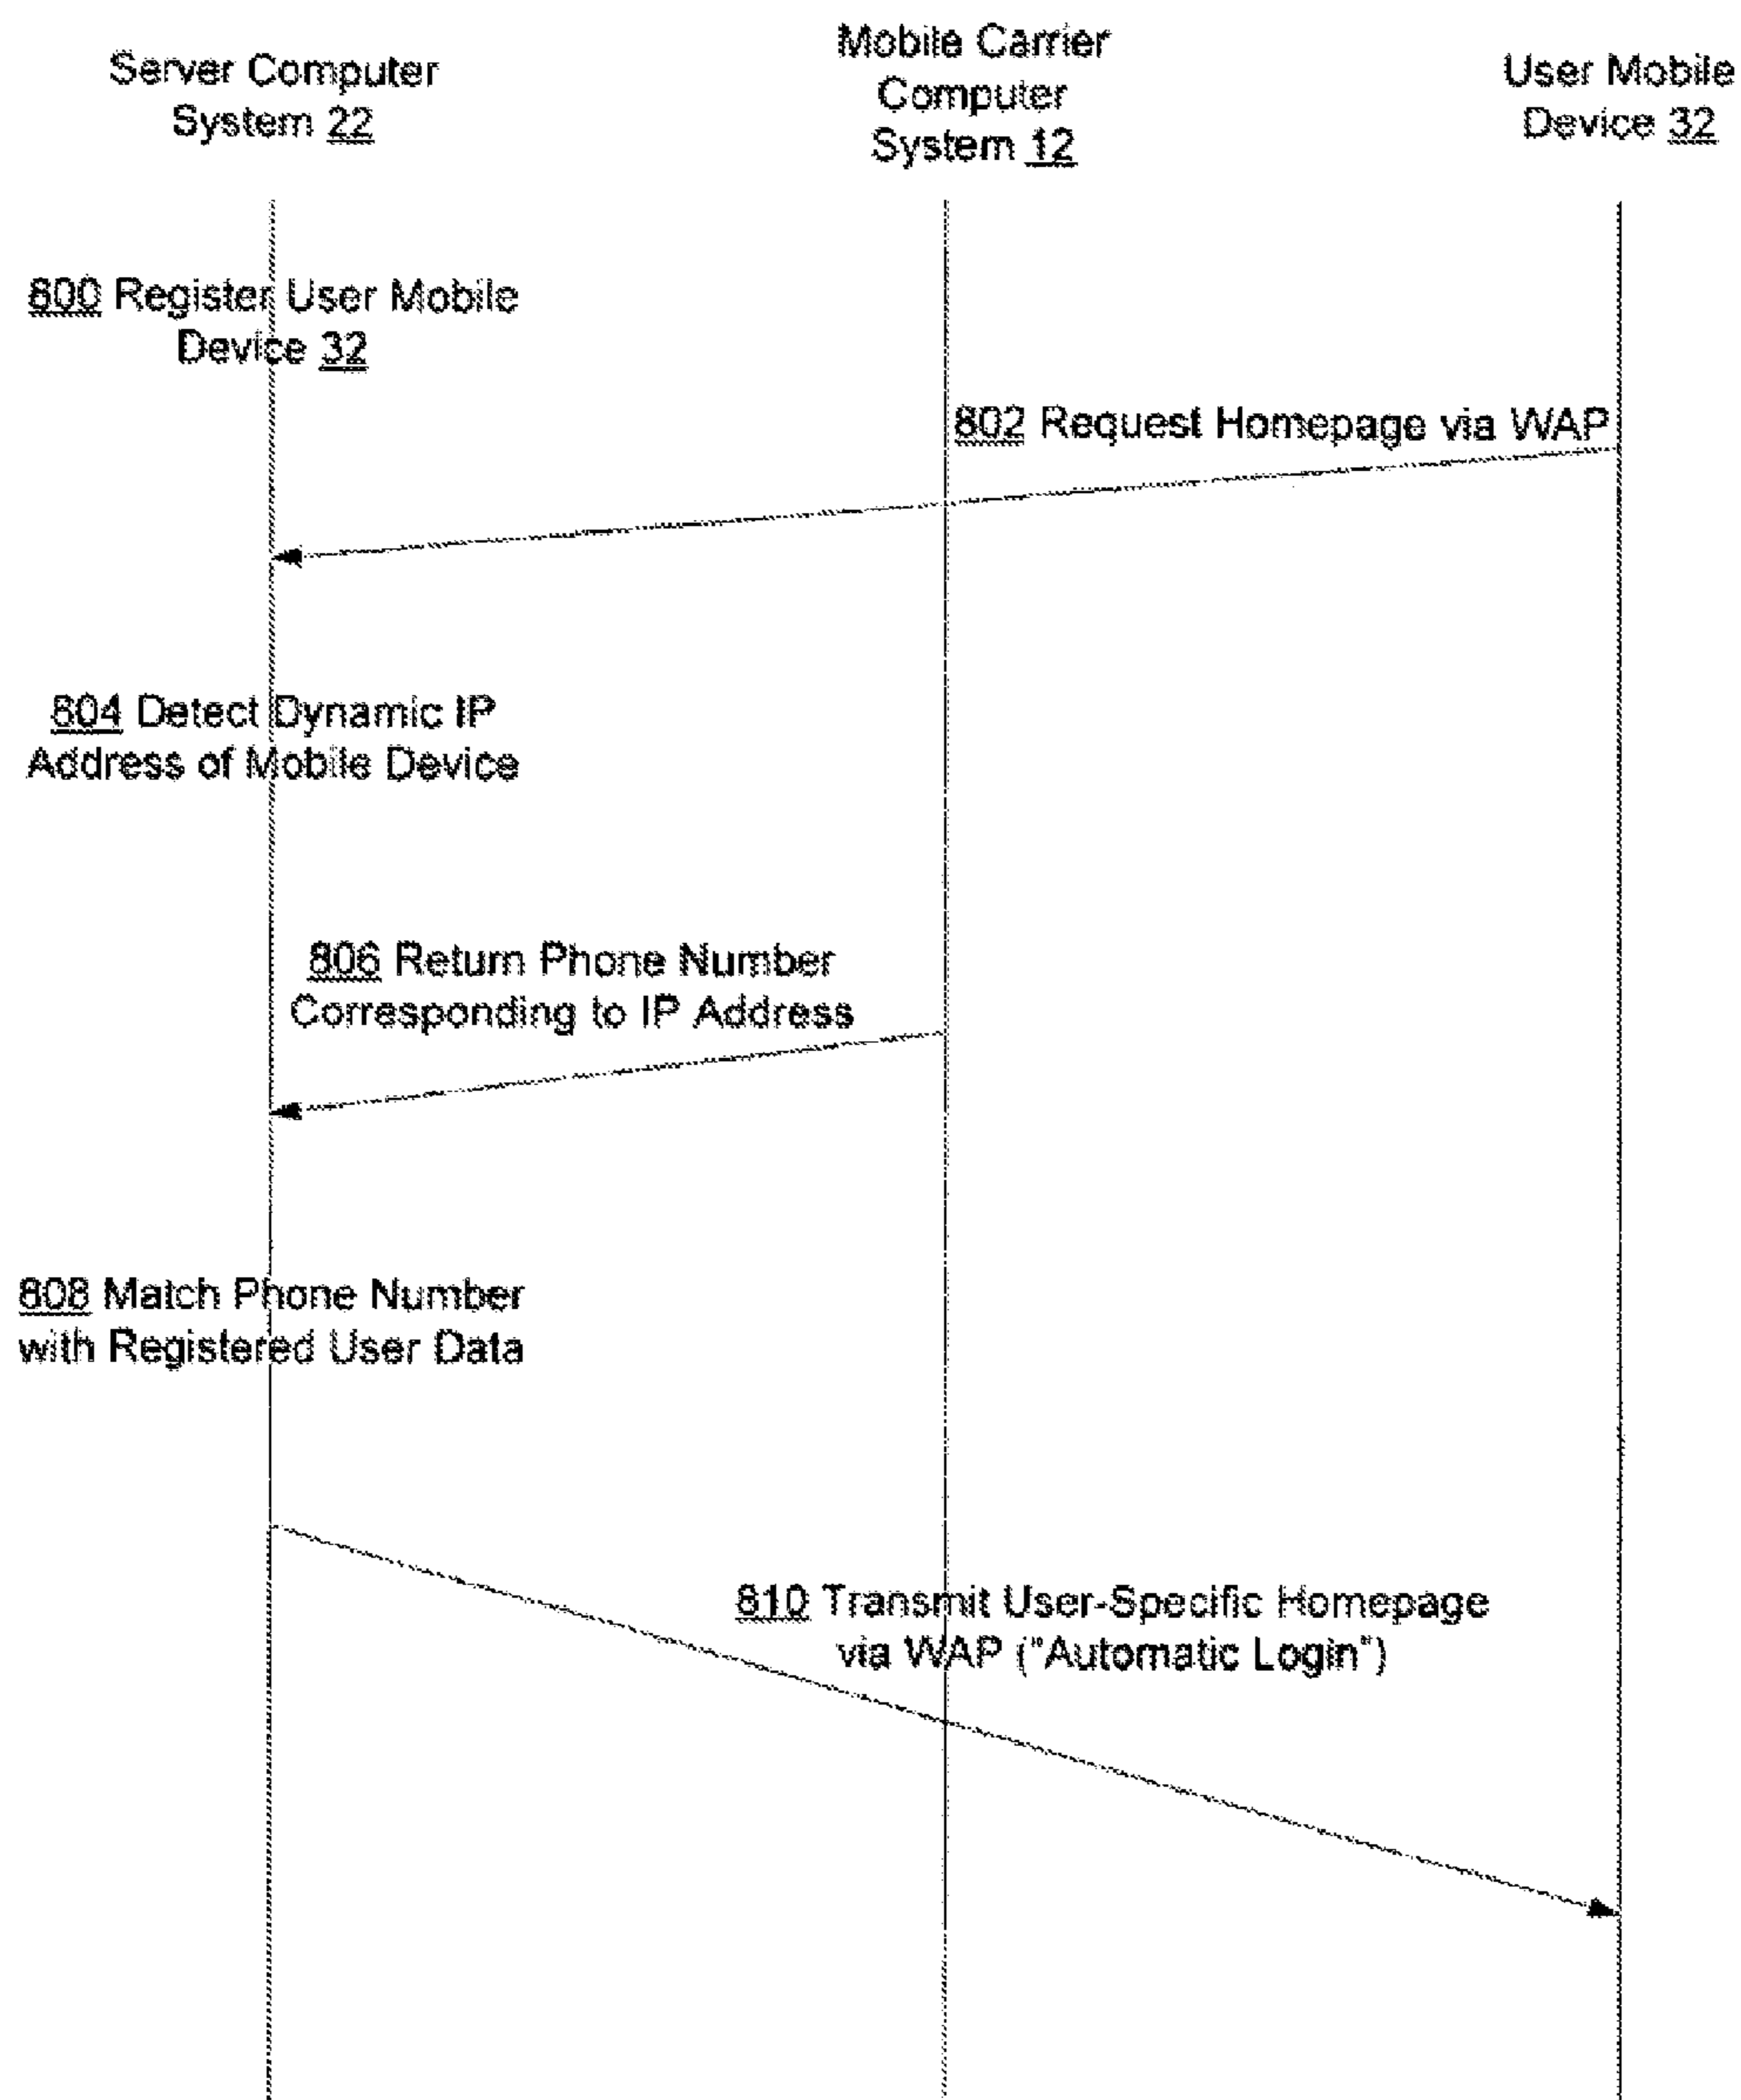 Server Computer
System 22
Mobile Carrier
Computer
System 12
User Mobile
Device 32
800 Register User Mobile
Device 32
802 Request Homepage via WAP
804 Detect Dynamic IP
Address of Mobile Device
806 Return Phone Number
Corresponding to IP Address
808 Match Phone Number
with Registered User Data
810 Transmit User-Specific Homepage
via WAP ("Automatic Login")